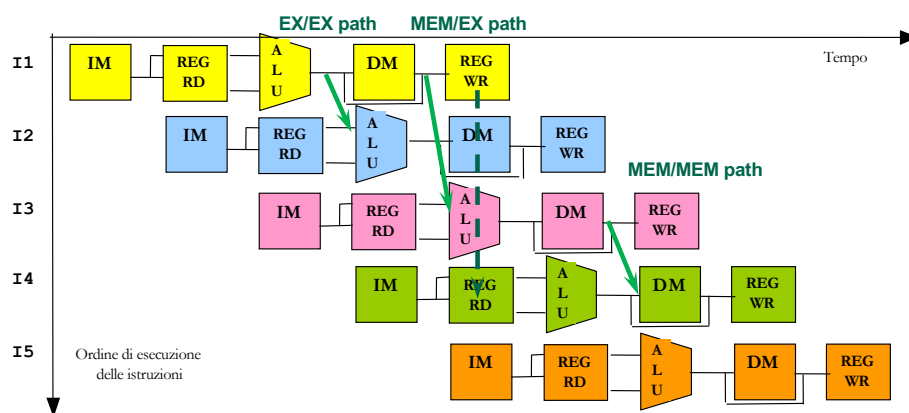 EX/EX path MEM/EX path
Tempo
I1 IM REG RD A L U DM REG WR
I2 IM REG RD A L U DM REG WR
MEM/MEM path
I3 IM REG RD A L U DM REG WR
I4 IM REG RD A L U DM REG WR
I5 IM REG RD A L U DM REG WR
Ordine di esecuzione
delle istruzioni